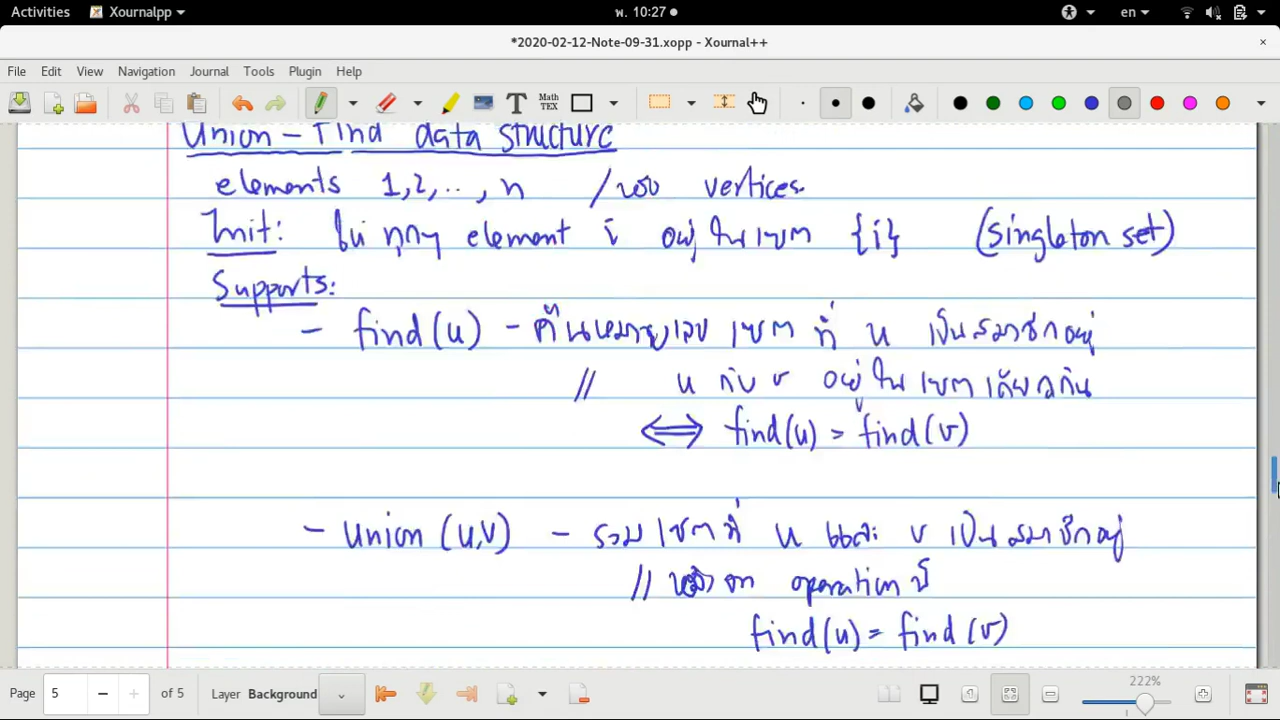 Activities Xournalpp พ. 10:27 en
*2020-02-12-Note-09-31.xopp - Xournal++
File Edit View Navigation Journal Tools Plugin Help
Math TEX
Union - Find data structure
elements 1,2,..., n / ของ vertices.
Init: ให้ ทุกๆ element i อยู่ในเซต {i} (singleton set)
Supports:
- find(u) - ค้นหมายเลข เซต ที่ u เป็นสมาชิกอยู่
// u กับ v อยู่ในเซตเดียวกัน
⟺ find(u) = find(v)
- Union (u,v) - รวมเซตที่ u และ v เป็นสมาชิกอยู่
// หลังจาก operation นี้
find(u) = find(v)
Page 5 of 5 Layer Background 222%